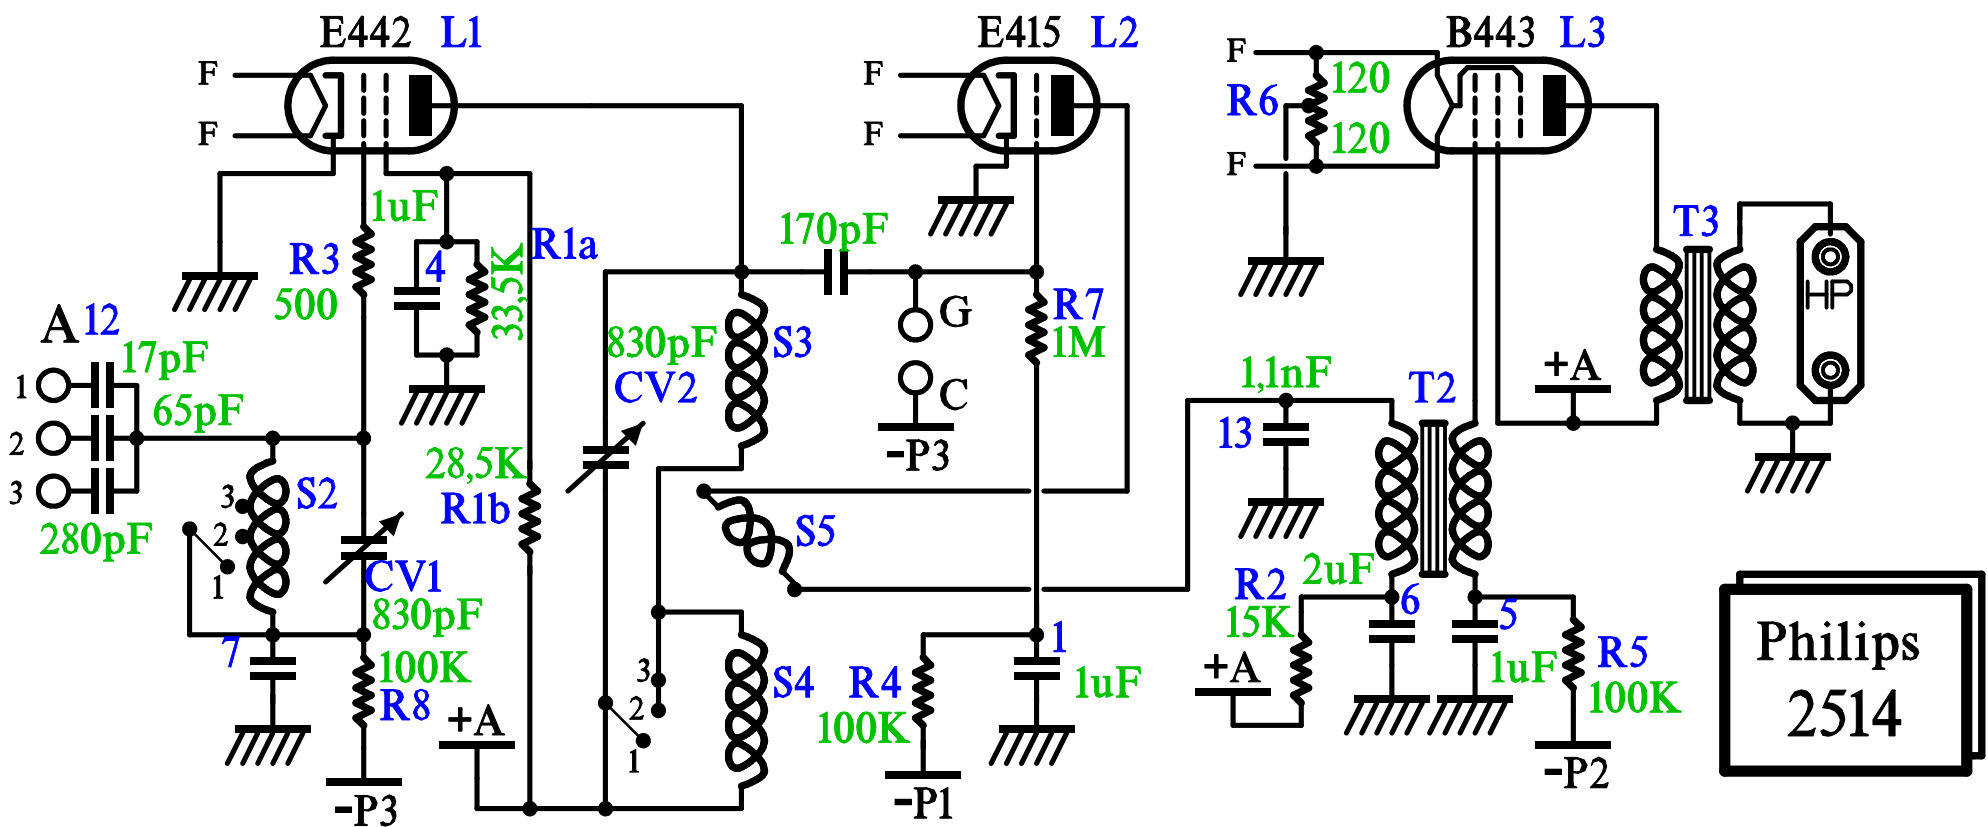 E442 L1
E415 L2
B443 L3
F
F
F
120
F
R6
120
F
F
1uF
R3
500
4
33,5K
R1a
170pF
T3
HP
G
R7
1M
C
-P3
A 12
17pF
1
65pF
2
3
280pF
830pF
CV2
S3
1,1nF
13
T2
+A
S2
3
2
1
28,5K
R1b
S5
CV1
830pF
7
100K
R8
-P3
+A
3
2
1
S4
R4
100K
-P1
1
1uF
R2
15K
2uF
6
+A
5
1uF
R5
100K
-P2
Philips
2514